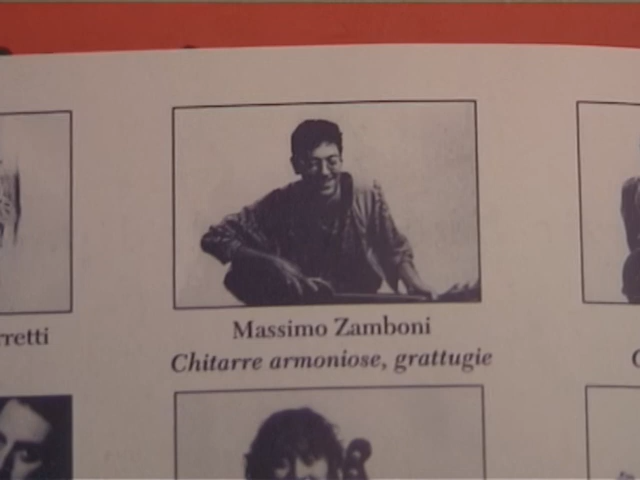 rretti
Massimo Zamboni
Chitarre armoniose, grattugie
C